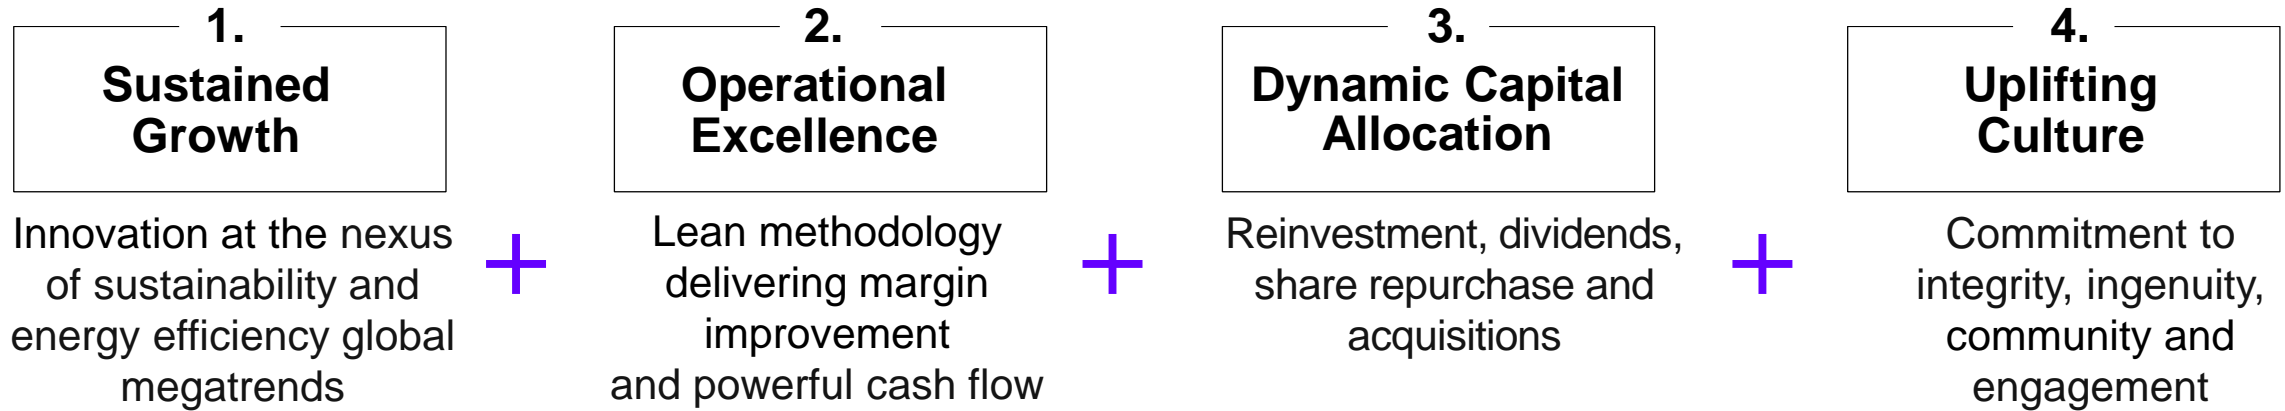 1.
Sustained
Growth
Innovation at the nexus
of sustainability and
energy efficiency global
megatrends
+
2.
Operational
Excellence
Lean methodology
delivering margin
improvement
and powerful cash flow
+
3.
Dynamic Capital
Allocation
Reinvestment, dividends,
share repurchase and
acquisitions
+
4.
Uplifting
Culture
Commitment to
integrity, ingenuity,
community and
engagement